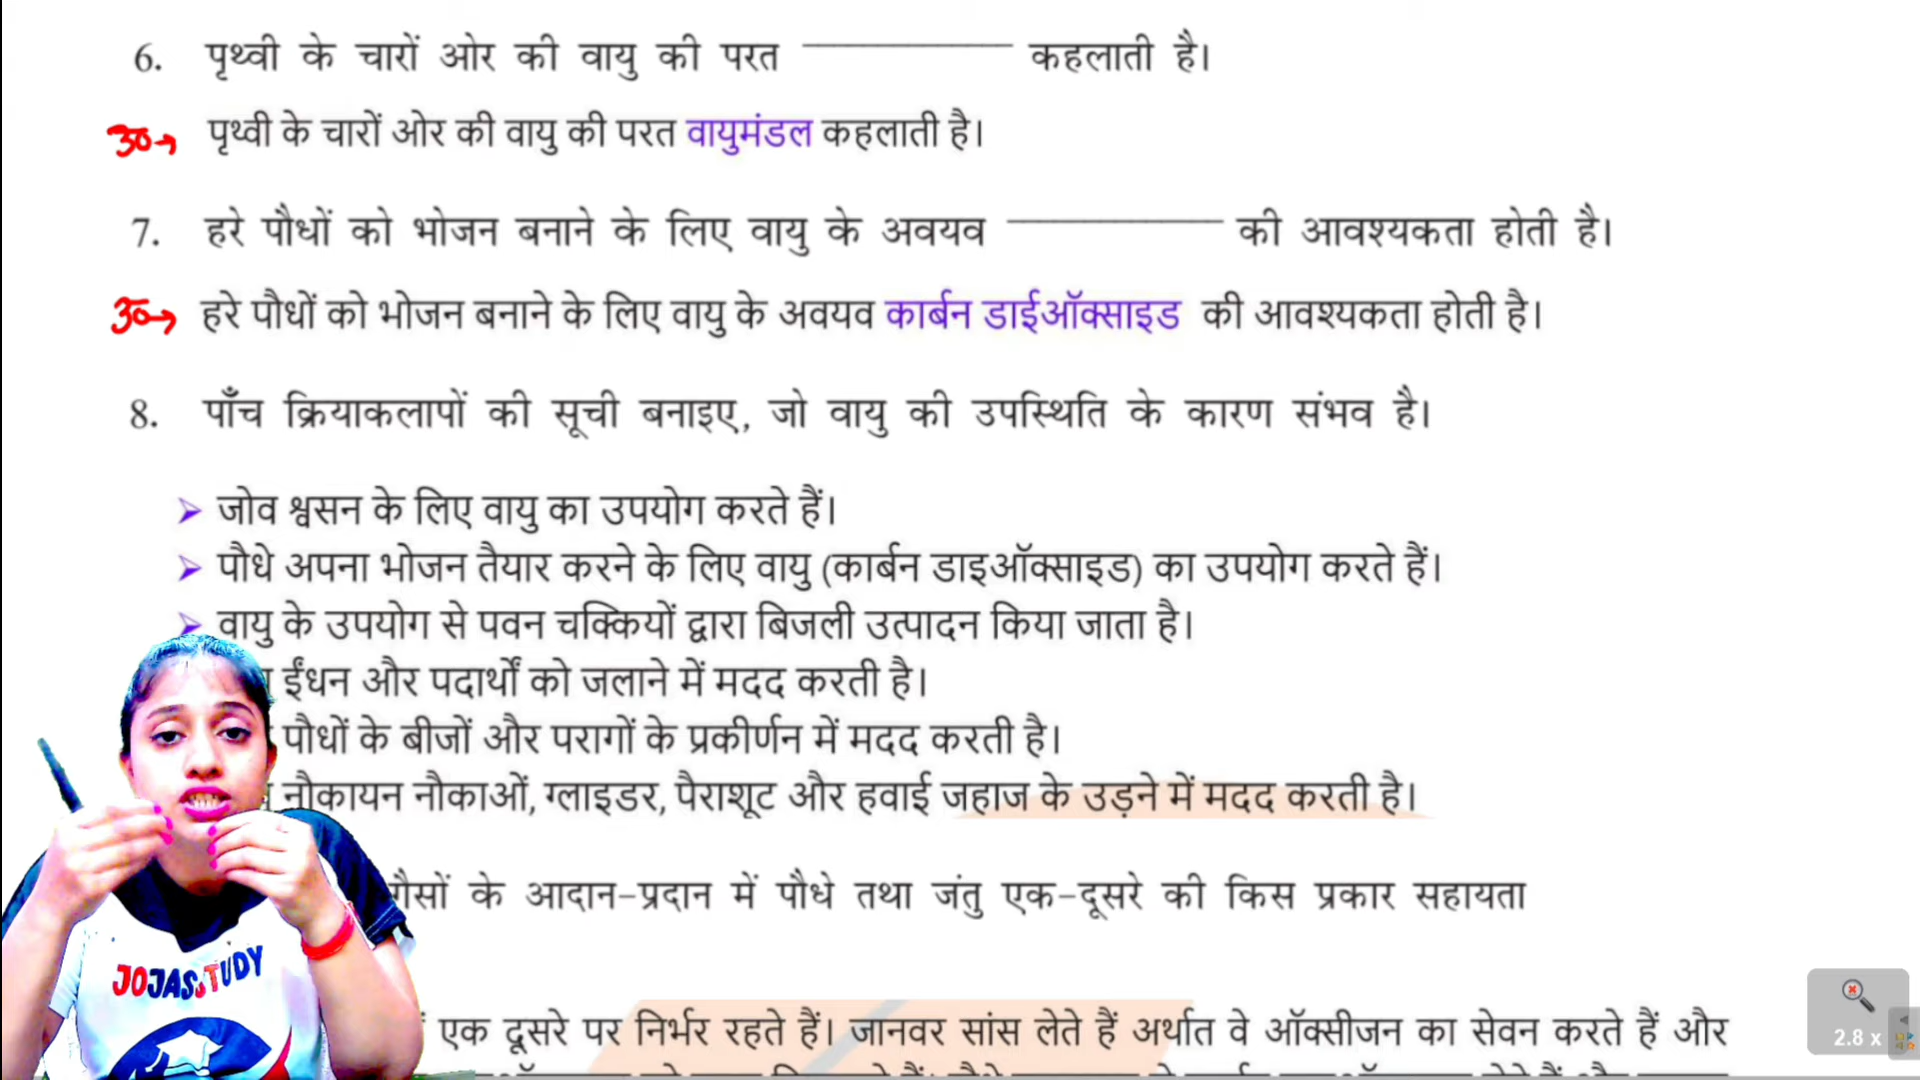 6. पृथ्वी के चारों ओर की वायु की परत __________ कहलाती है।
उ० पृथ्वी के चारों ओर की वायु की परत वायुमंडल कहलाती है।
7. हरे पौधों को भोजन बनाने के लिए वायु के अवयव __________ की आवश्यकता होती है।
उ० हरे पौधों को भोजन बनाने के लिए वायु के अवयव कार्बन डाईऑक्साइड की आवश्यकता होती है।
8. पाँच क्रियाकलापों की सूची बनाइए, जो वायु की उपस्थिति के कारण संभव है।
➢ जोव श्वसन के लिए वायु का उपयोग करते हैं।
➢ पौधे अपना भोजन तैयार करने के लिए वायु (कार्बन डाइऑक्साइड) का उपयोग करते हैं।
➢ वायु के उपयोग से पवन चक्कियों द्वारा बिजली उत्पादन किया जाता है।
ईंधन और पदार्थों को जलाने में मदद करती है।
पौधों के बीजों और परागों के प्रकीर्णन में मदद करती है।
नौकायन नौकाओं, ग्लाइडर, पैराशूट और हवाई जहाज के उड़ने में मदद करती है।
के आदान-प्रदान में पौधे तथा जंतु एक-दूसरे की किस प्रकार सहायता
JOJASSTUDY
एक दूसरे पर निर्भर रहते हैं। जानवर सांस लेते हैं अर्थात वे ऑक्सीजन का सेवन करते हैं और
2.8 x